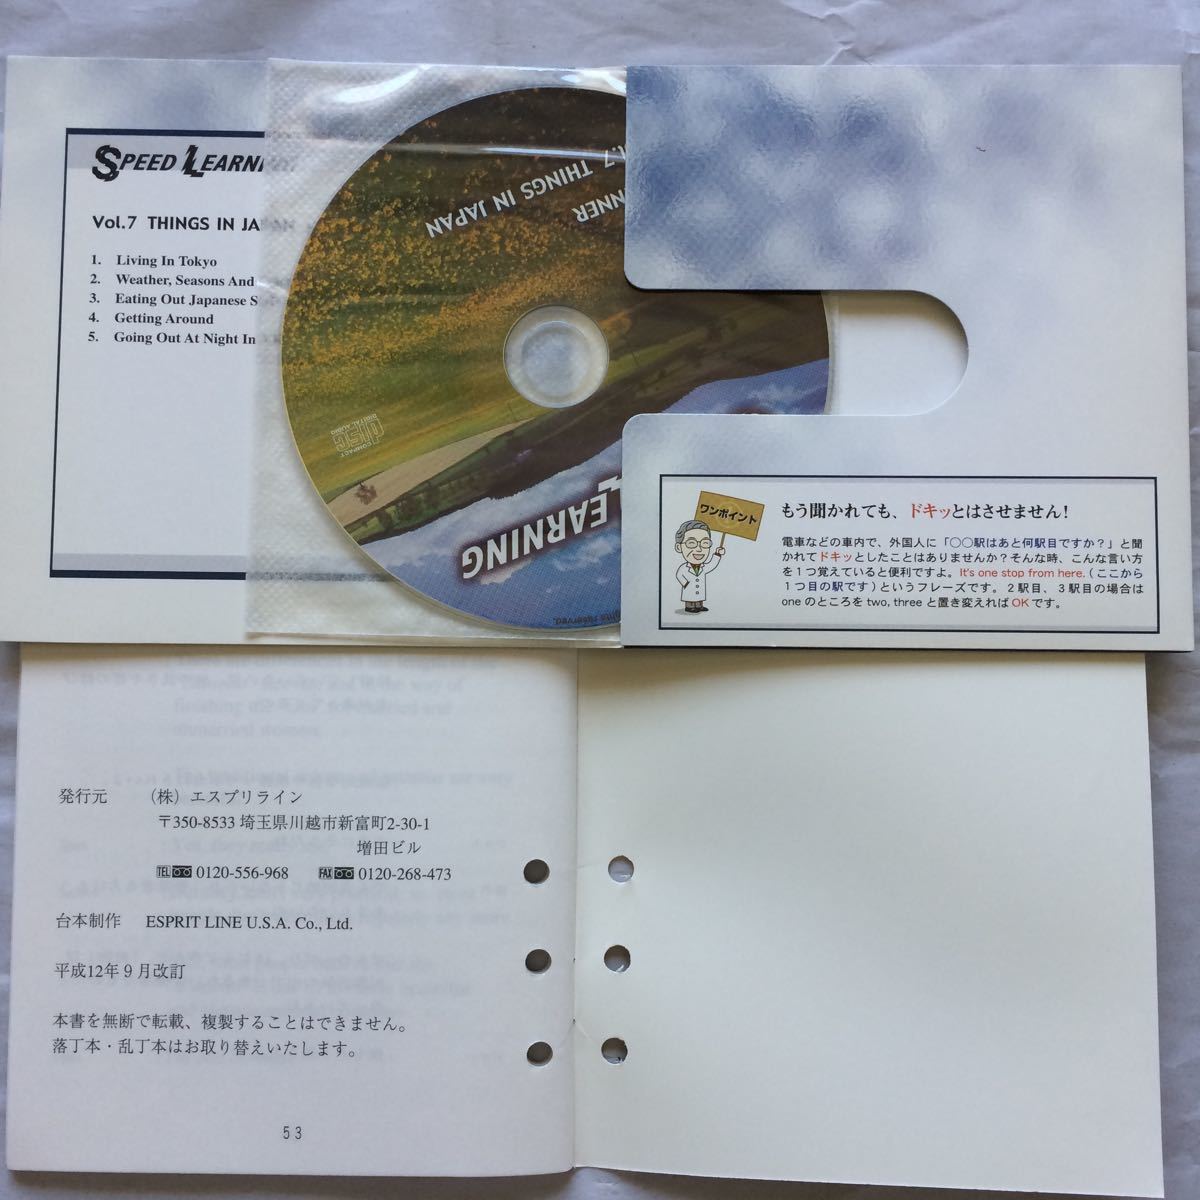 SPEED LEARNING
Vol.7 THINGS IN JAPAN
1. Living In Tokyo
2. Weather, Seasons And
3. Eating Out Japanese
4. Getting Around
5. Going Out At Night In
.7 THINGS IN JAPAN
NNER
COMPACT
disc
DIGITAL AUDIO
LEARNING
ghts Reserved.
ワンポイント
もう聞かれても、ドキッとはさせません!
電車などの車内で、外国人に「○○駅はあと何駅目ですか?」と聞
かれてドキッとしたことはありませんか?そんな時、こんな言い方
を1つ覚えていると便利ですよ。It's one stop from here.(ここから
1つ目の駅です)というフレーズです。2駅目、3駅目の場合は
oneのところをtwo, threeと置き変えればOKです。
発行元 (株)エスプリライン
〒350-8533 埼玉県川越市新富町2-30-1
増田ビル
TEL 0120-556-968 FAX 0120-268-473
台本制作 ESPRIT LINE U.S.A. Co., Ltd.
平成12年9月改訂
本書を無断で転載、複製することはできません。
落丁本・乱丁本はお取り替えいたします。
53